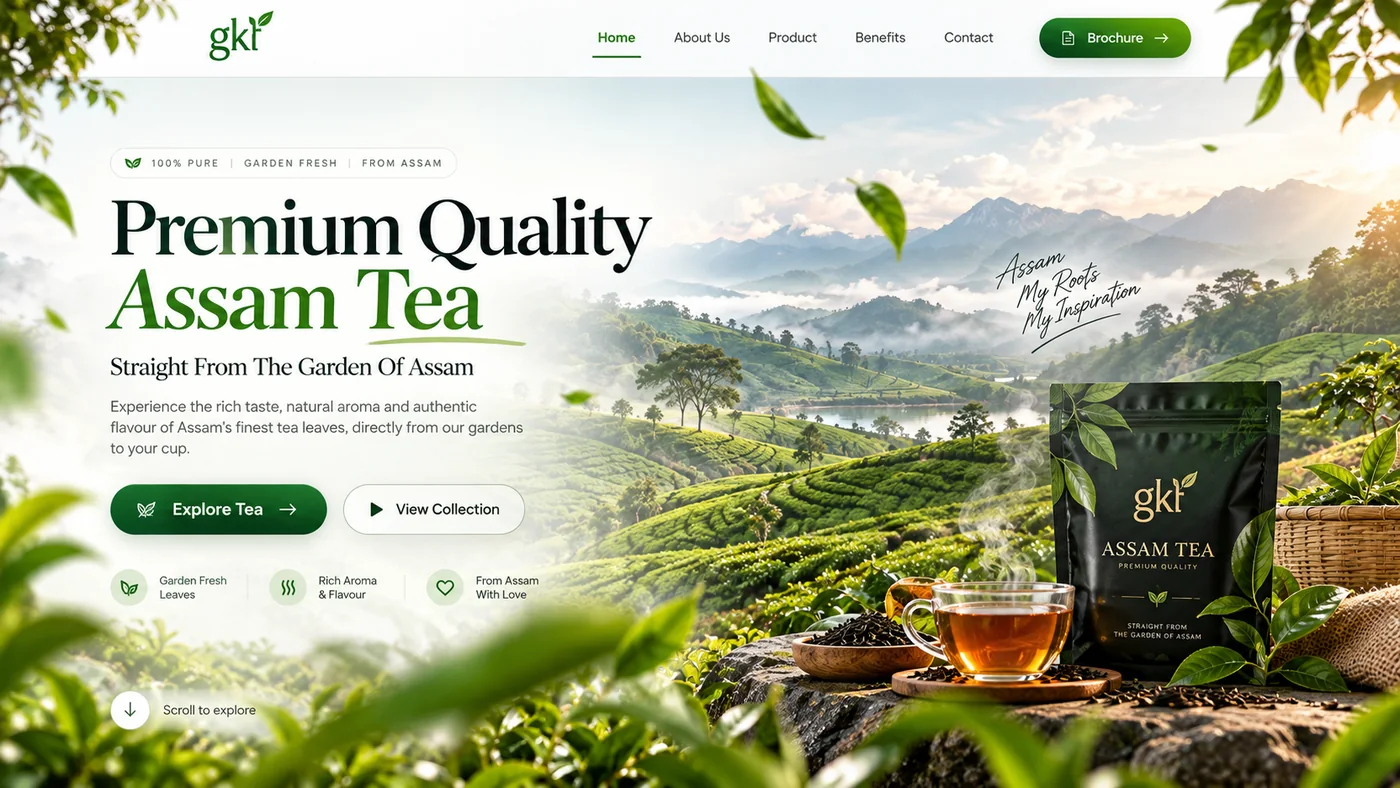 gkt
Home
About Us
Product
Benefits
Contact
Brochure
100% PURE | GARDEN FRESH | FROM ASSAM
Premium Quality
Assam Tea
Straight From The Garden Of Assam
Experience the rich taste, natural aroma and authentic
flavour of Assam's finest tea leaves, directly from our gardens
to your cup.
Explore Tea
View Collection
Garden Fresh
Leaves
Rich Aroma
& Flavour
From Assam
With Love
Scroll to explore
Assam
My Roots
My Inspiration
gkt
ASSAM TEA
PREMIUM QUALITY
STRAIGHT FROM
THE GARDEN OF ASSAM